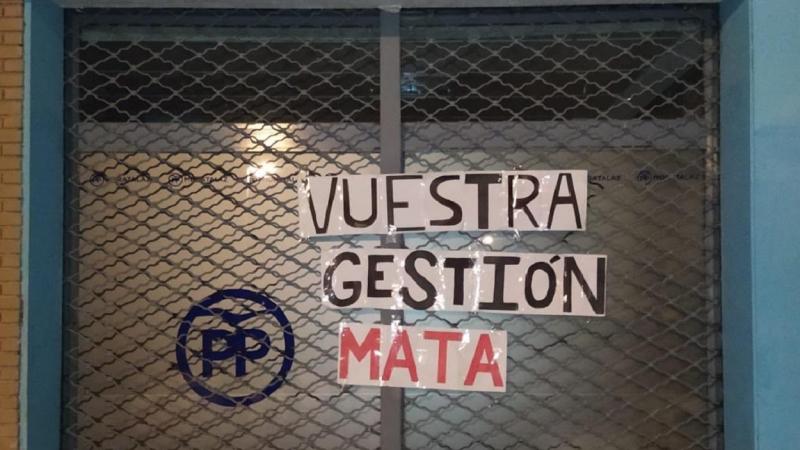 VUESTRA
GESTIÓN
MATA
PP